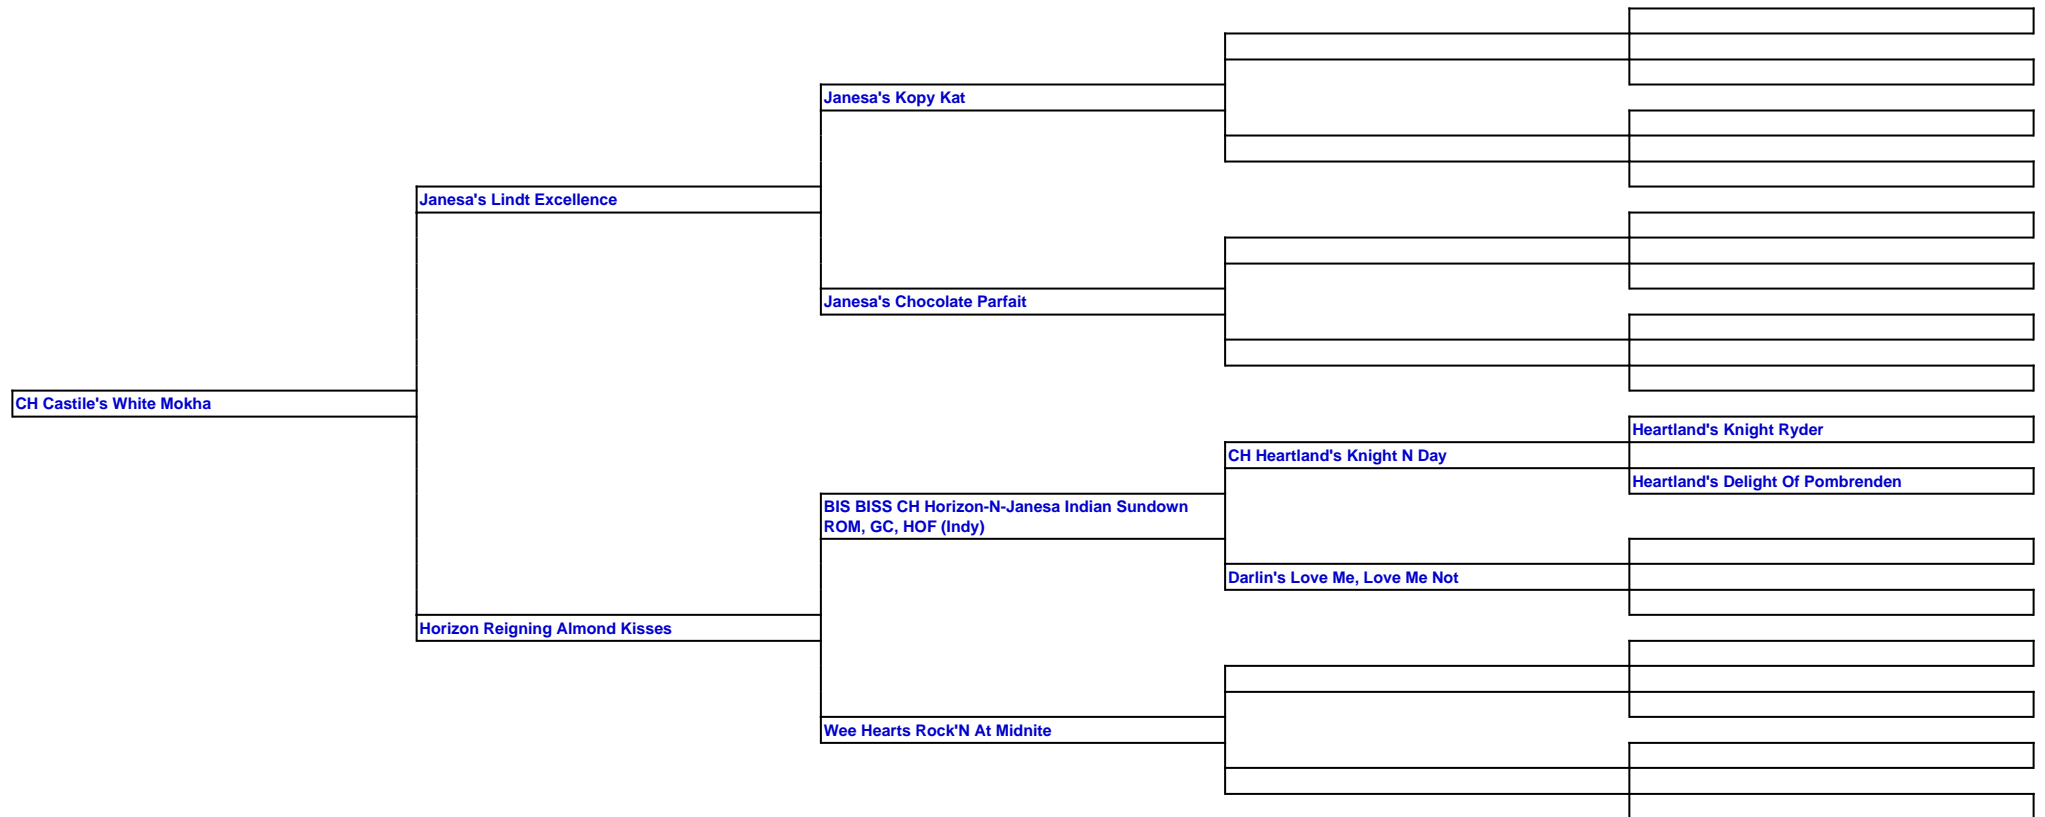 Janesa's Kopy Kat
Janesa's Lindt Excellence
Janesa's Chocolate Parfait
CH Castile's White Mokha
Heartland's Knight Ryder
CH Heartland's Knight N Day
Heartland's Delight Of Pombrenden
BIS BISS CH Horizon-N-Janesa Indian Sundown
ROM, GC, HOF (Indy)
Darlin's Love Me, Love Me Not
Horizon Reigning Almond Kisses
Wee Hearts Rock'N At Midnite